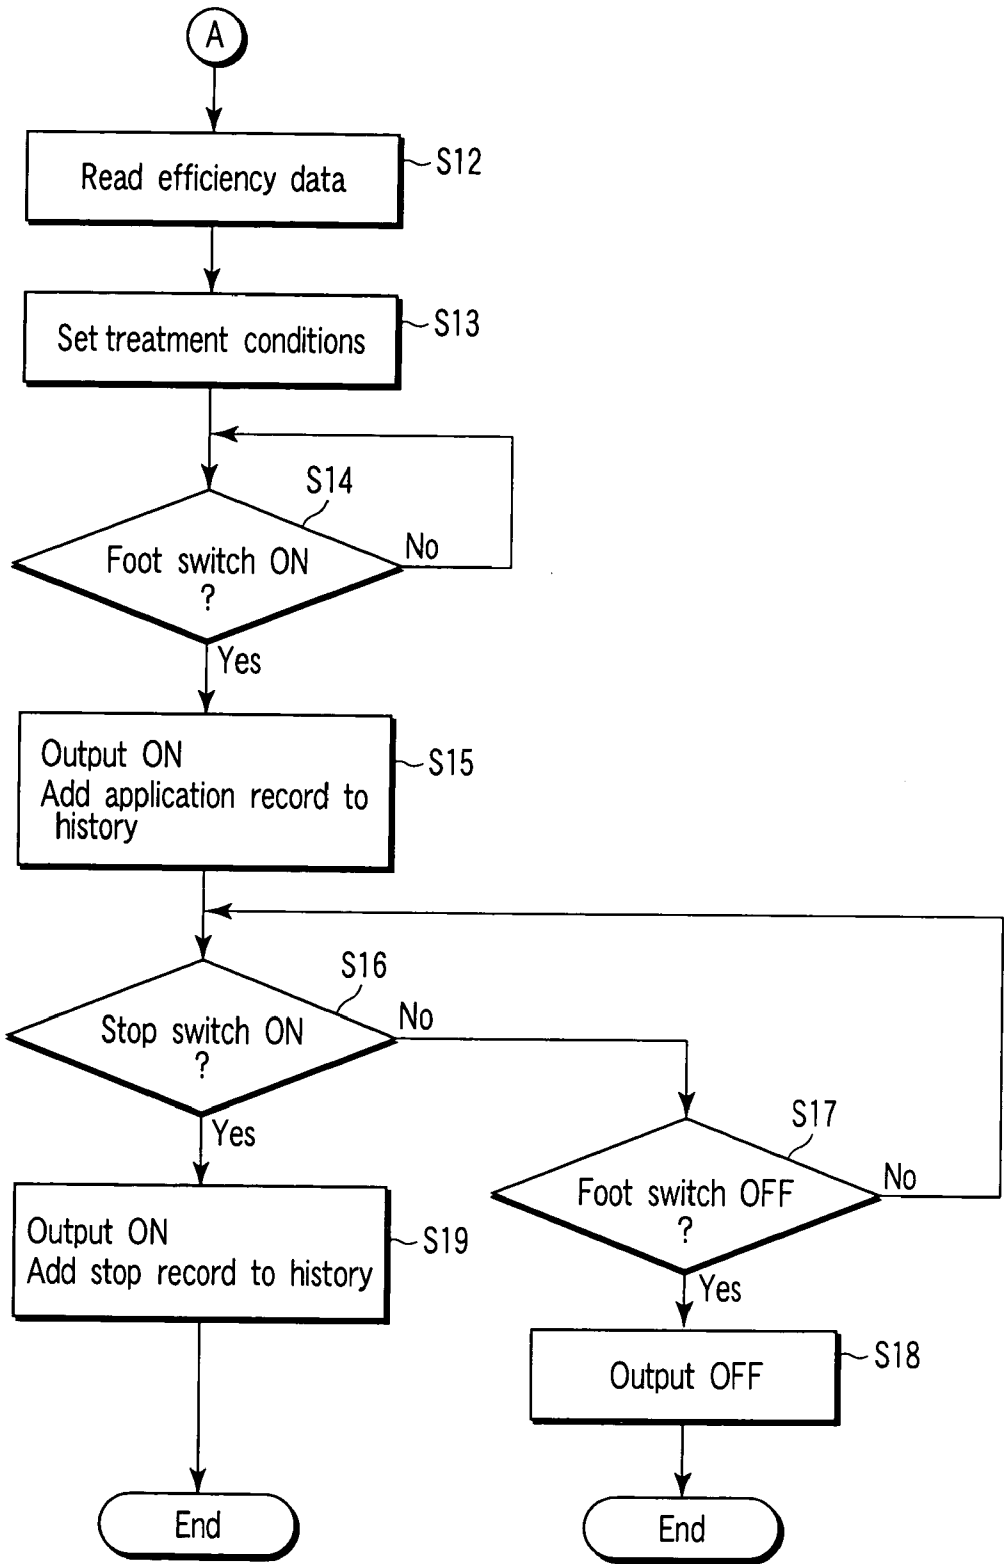 A
Read efficiency data
S12
Set treatment conditions
S13
S14
Foot switch ON
?
No
Yes
Output ON
Add application record to
history
S15
S16
Stop switch ON
?
No
Yes
S17
Foot switch OFF
?
No
Yes
Output ON
Add stop record to history
S19
Output OFF
S18
End
End